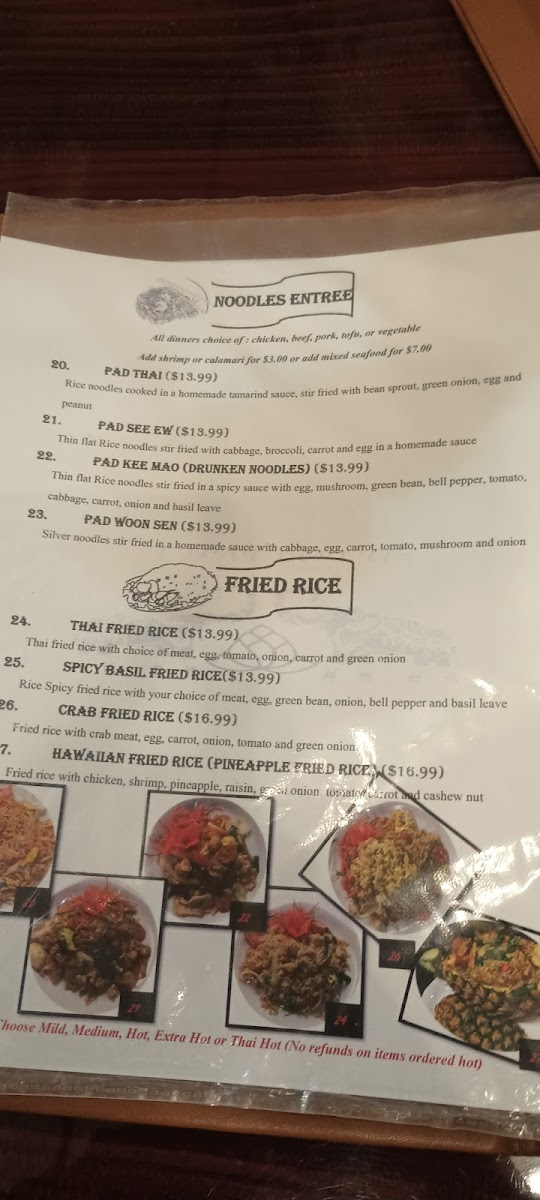 NOODLES ENTREE
All dinners choice of : chicken, beef, pork, tofu, or vegetable
Add shrimp or calamari for $3.00 or add mixed seafood for $7.00
20. PAD THAI ($13.99)
Rice noodles cooked in a homemade tamarind sauce, stir fried with bean sprout, green onion, egg and
peanut
21. PAD SEE EW ($13.99)
Thin flat Rice noodles stir fried with cabbage, broccoli, carrot and egg in a homemade sauce
22. PAD KEE MAO (DRUNKEN NOODLES) ($13.99)
Thin flat Rice noodles stir fried in a spicy sauce with egg, mushroom, green bean, bell pepper, tomato,
cabbage, carrot, onion and basil leave
23. PAD WOON SEN ($13.99)
Silver noodles stir fried in a homemade sauce with cabbage, egg, carrot, tomato, mushroom and onion
FRIED RICE
24. THAI FRIED RICE ($13.99)
Thai fried rice with choice of meat, egg, tomato, onion, carrot and green onion
25. SPICY BASIL FRIED RICE($13.99)
Rice Spicy fried rice with your choice of meat, egg, green bean, onion, bell pepper and basil leave
26. CRAB FRIED RICE ($16.99)
Fried rice with crab meat, egg, carrot, onion, tomato and green onion
7. HAWAIIAN FRIED RICE (PINEAPPLE FRIED RICE) ($16.99)
Fried rice with chicken, shrimp, pineapple, raisin, green onion tomato, carrot and cashew nut
22
26
21
24
Choose Mild, Medium, Hot, Extra Hot or Thai Hot (No refunds on items ordered hot)